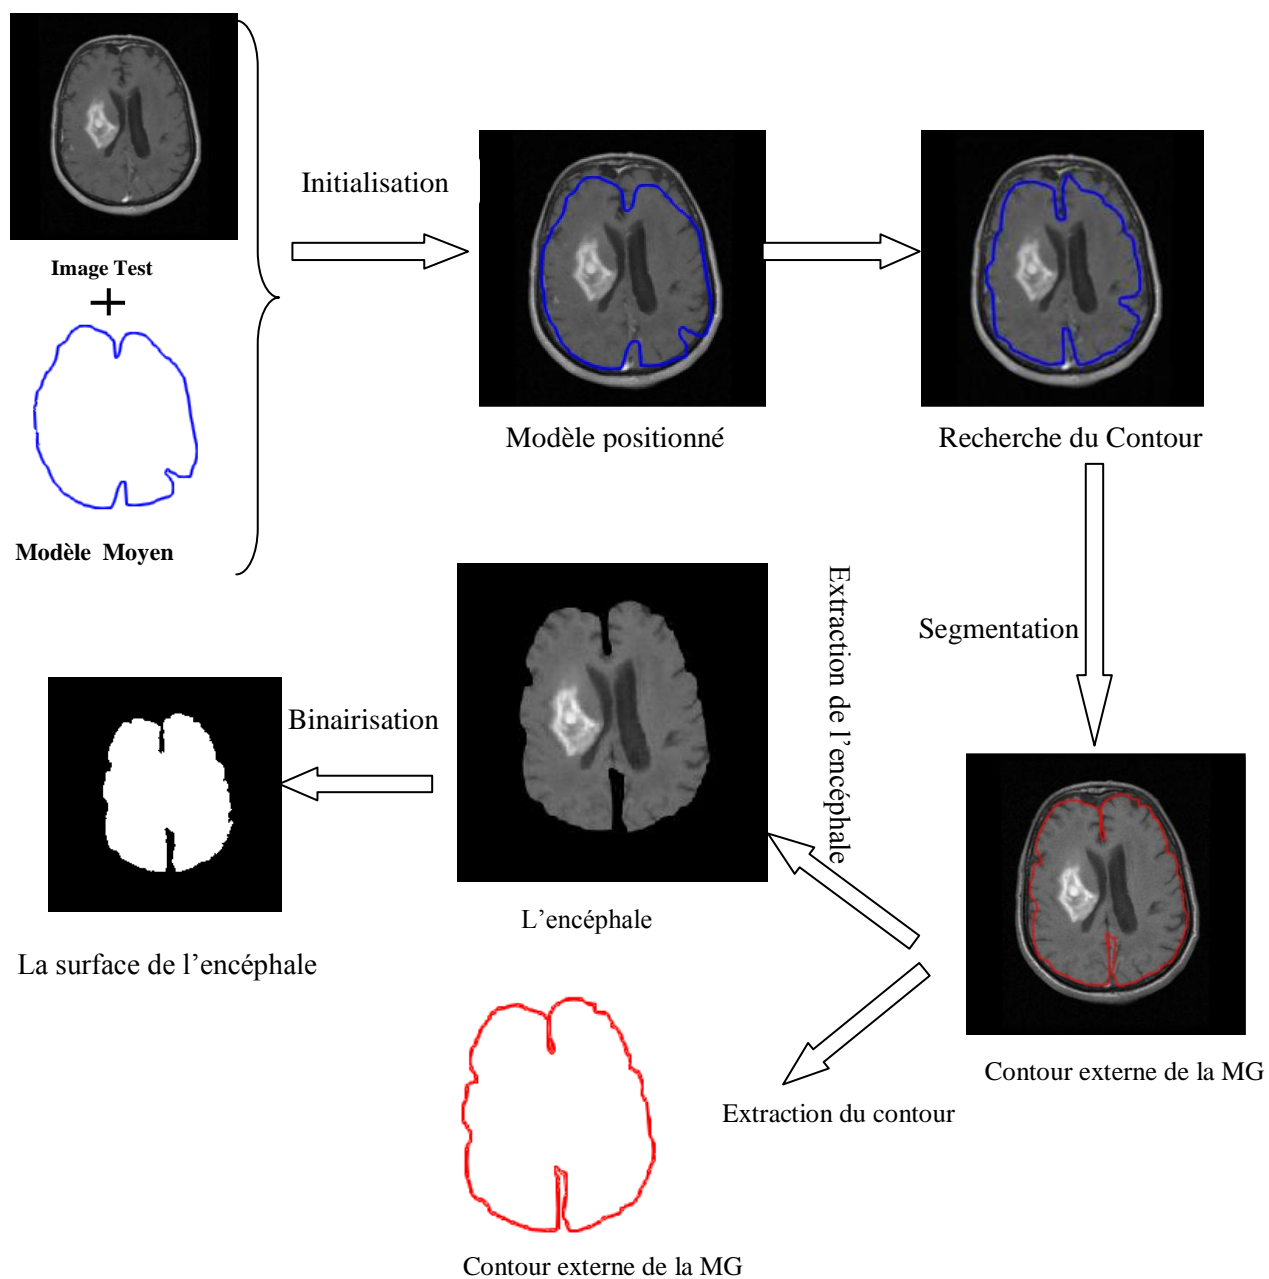 Image Test
+
Modèle Moyen
Initialisation
Modèle positionné
Recherche du Contour
Segmentation
Contour externe de la MG
Extraction de l'encéphale
L'encéphale
Binairisation
La surface de l'encéphale
Extraction du contour
Contour externe de la MG